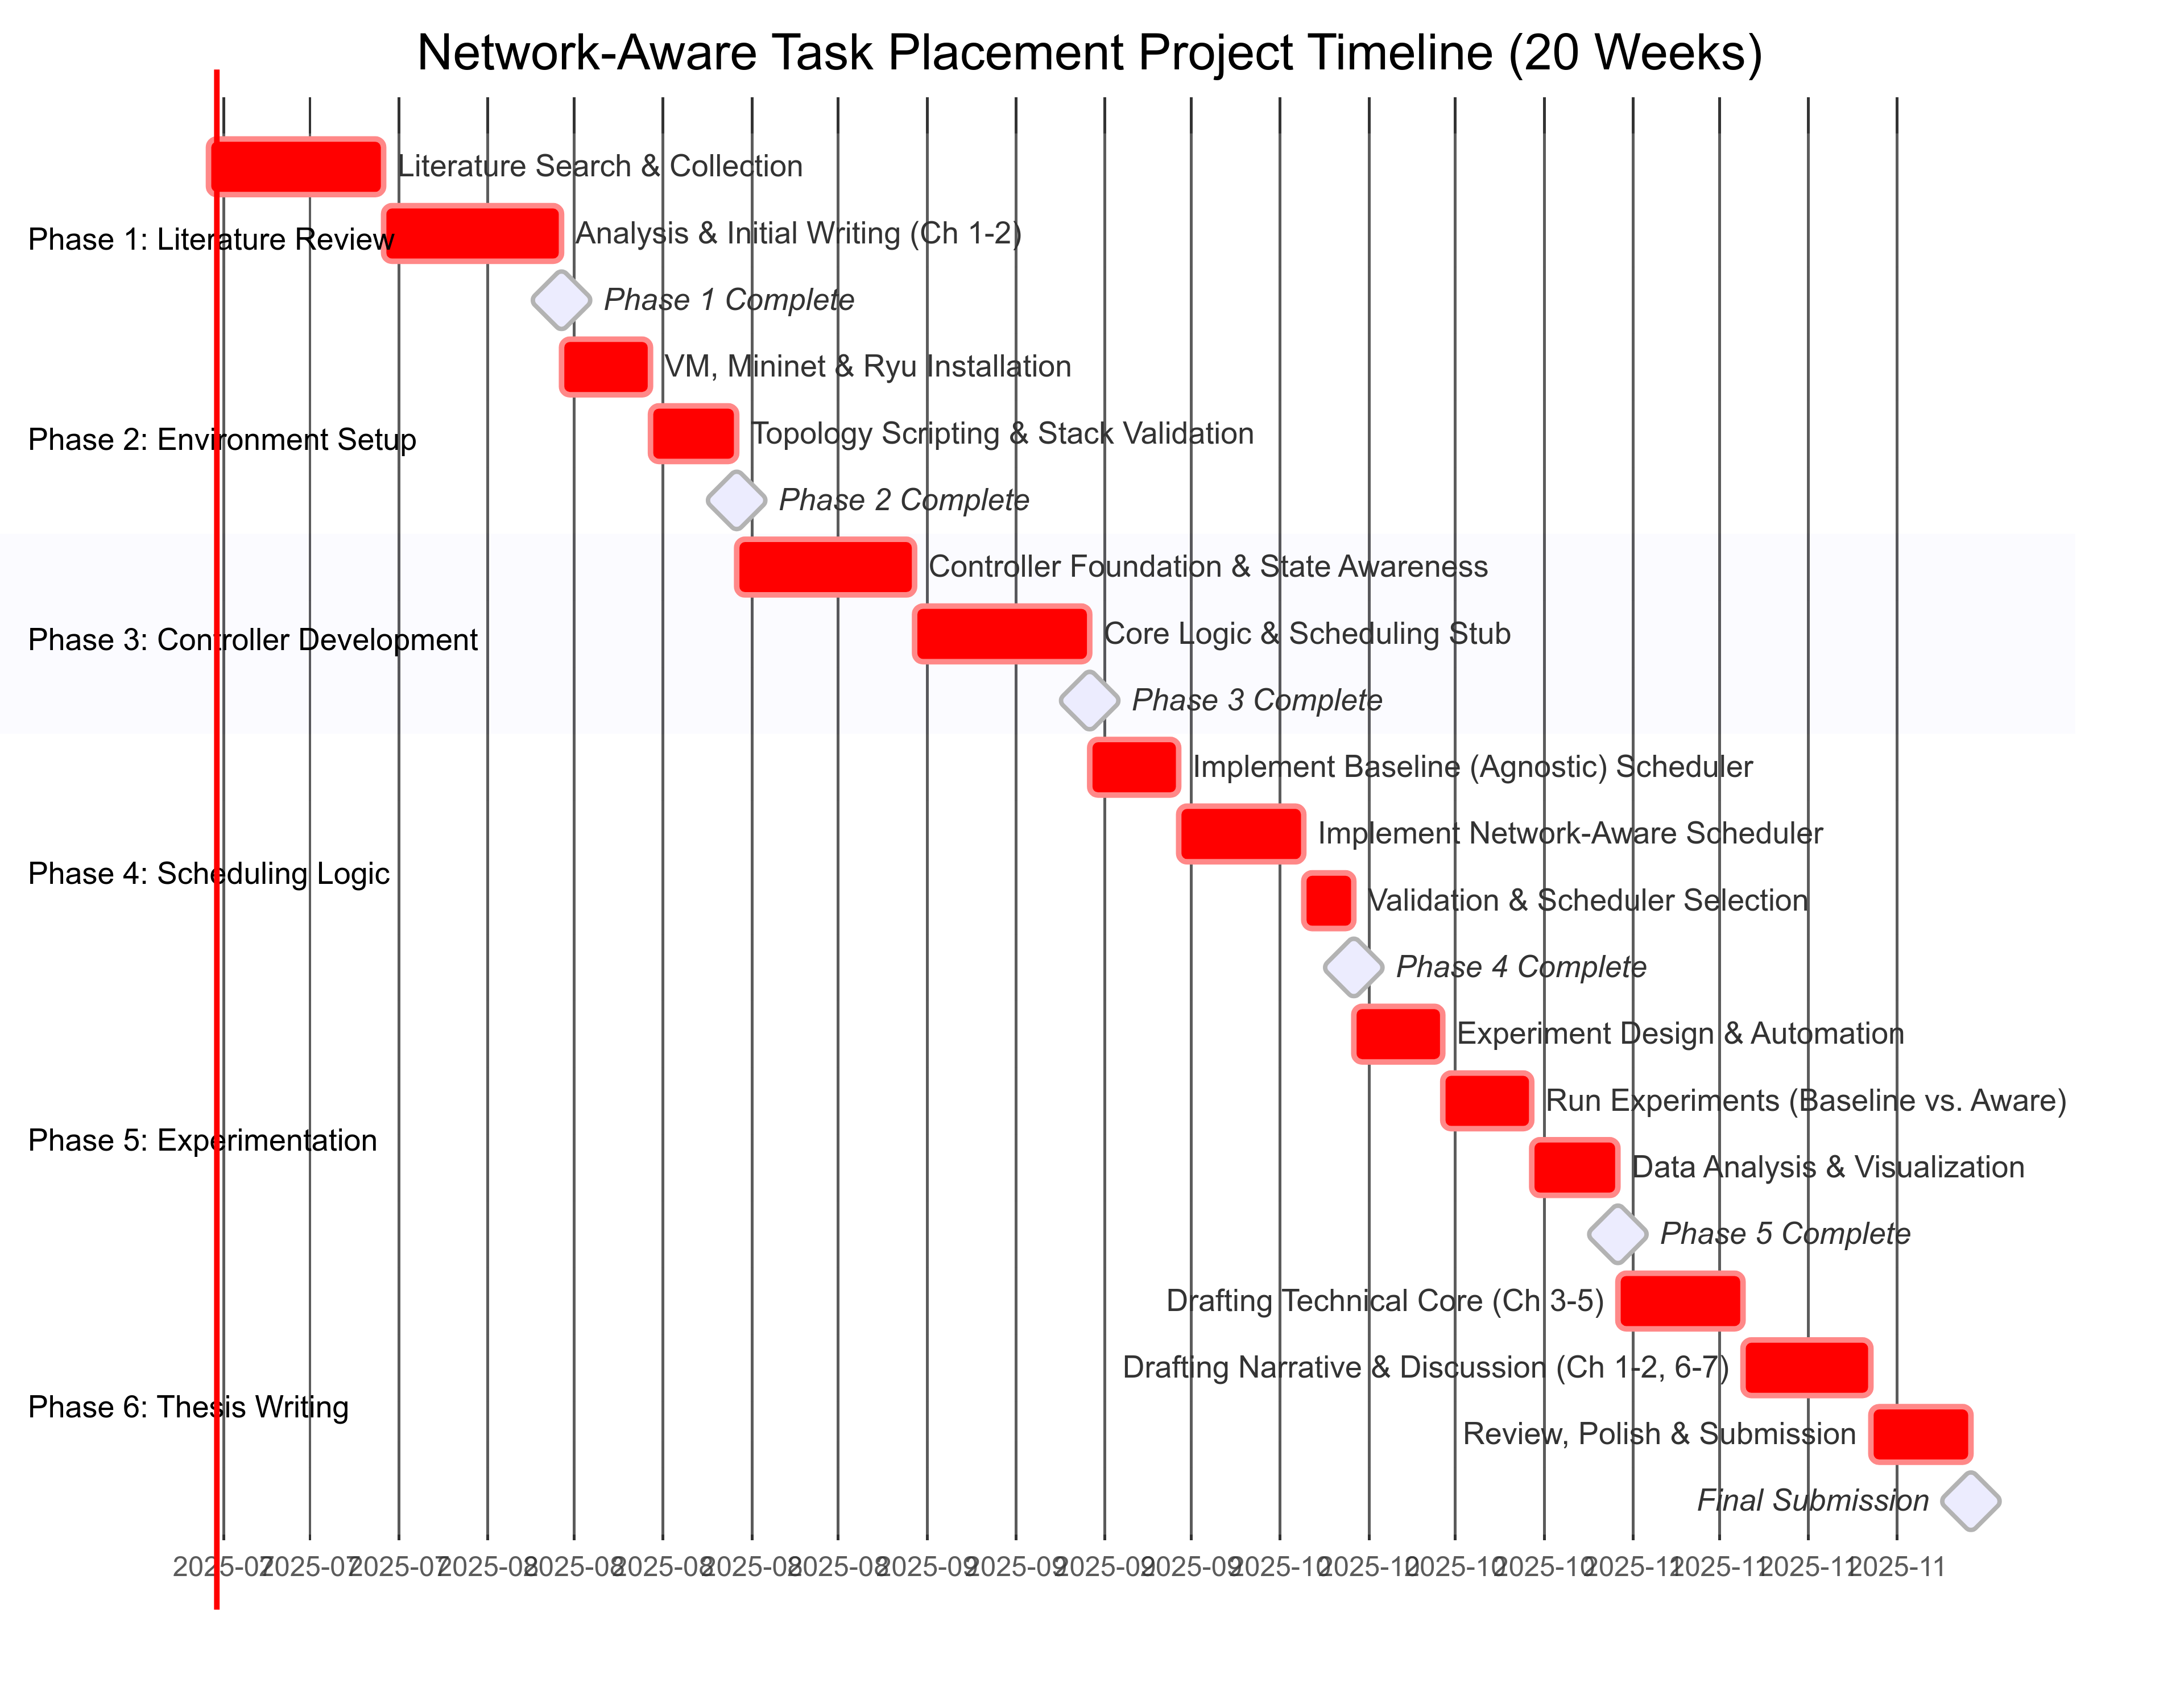 Network-Aware Task Placement Project Timeline (20 Weeks)
Literature Search & Collection
Phase 1: Literature Review
Analysis & Initial Writing (Ch 1-2)
Phase 1 Complete
VM, Mininet & Ryu Installation
Phase 2: Environment Setup
Topology Scripting & Stack Validation
Phase 2 Complete
Controller Foundation & State Awareness
Phase 3: Controller Development
Core Logic & Scheduling Stub
Phase 3 Complete
Implement Baseline (Agnostic) Scheduler
Implement Network-Aware Scheduler
Phase 4: Scheduling Logic
Validation & Scheduler Selection
Phase 4 Complete
Experiment Design & Automation
Run Experiments (Baseline vs. Aware)
Phase 5: Experimentation
Data Analysis & Visualization
Phase 5 Complete
Drafting Technical Core (Ch 3-5)
Drafting Narrative & Discussion (Ch 1-2, 6-7)
Phase 6: Thesis Writing
Review, Polish & Submission
Final Submission
2025-07 2025-07 2025-07 2025-08 2025-08 2025-08 2025-08 2025-08 2025-09 2025-09 2025-09 2025-09 2025-10 2025-10 2025-10 2025-10 2025-11 2025-11 2025-11 2025-11